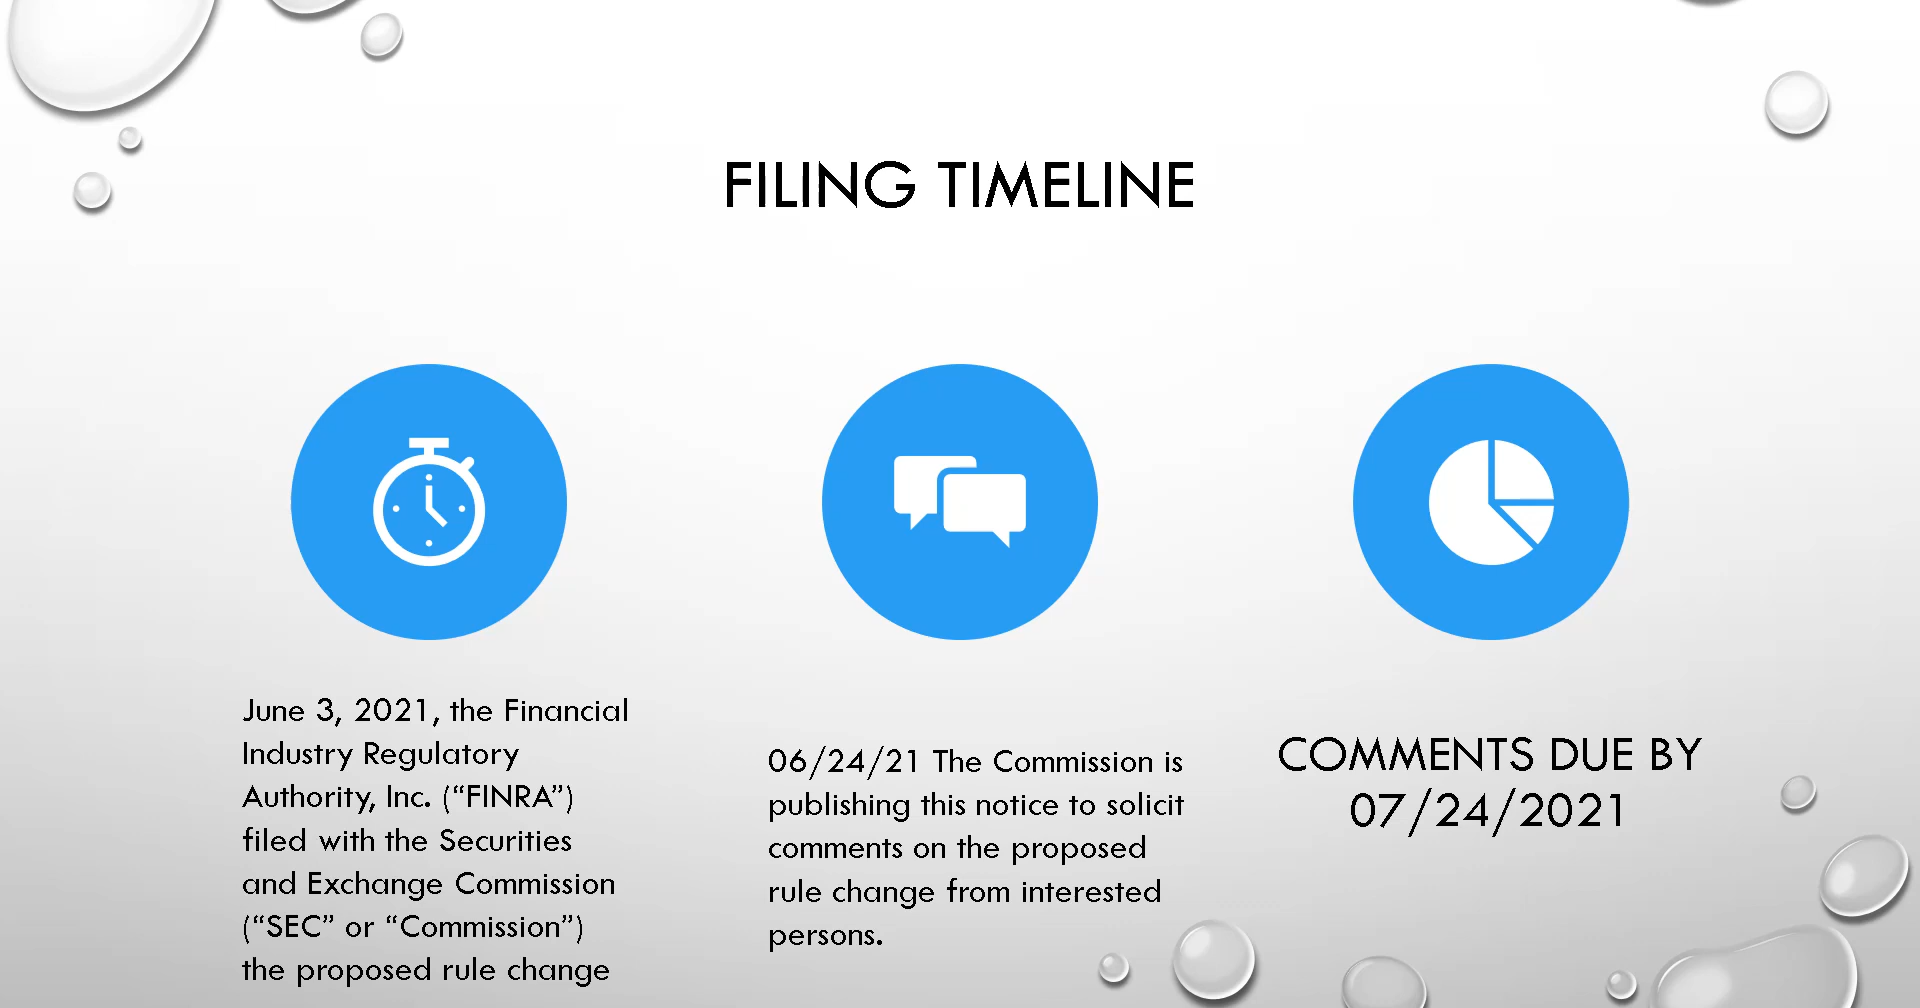 FILING TIMELINE
June 3, 2021, the Financial
Industry Regulatory
Authority, Inc. (“FINRA”)
filed with the Securities
and Exchange Commission
(“SEC” or “Commission”)
the proposed rule change
06/24/21 The Commission is
publishing this notice to solicit
comments on the proposed
rule change from interested
persons.
COMMENTS DUE BY
07/24/2021